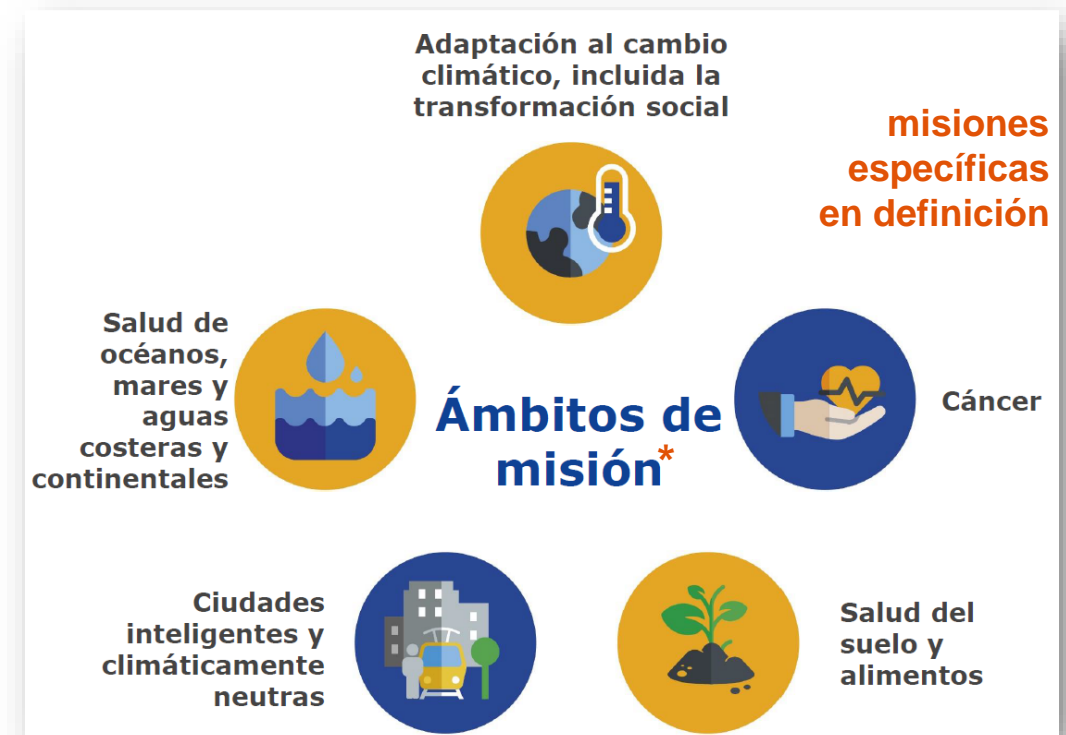 Adaptación al cambio
climático, incluida la
transformación social
misiones
específicas
en definición
Salud de
océanos,
mares y
aguas
costeras y
continentales
Ámbitos de
misión*
Cáncer
Ciudades
inteligentes y
climáticamente
neutras
Salud del
suelo y
alimentos